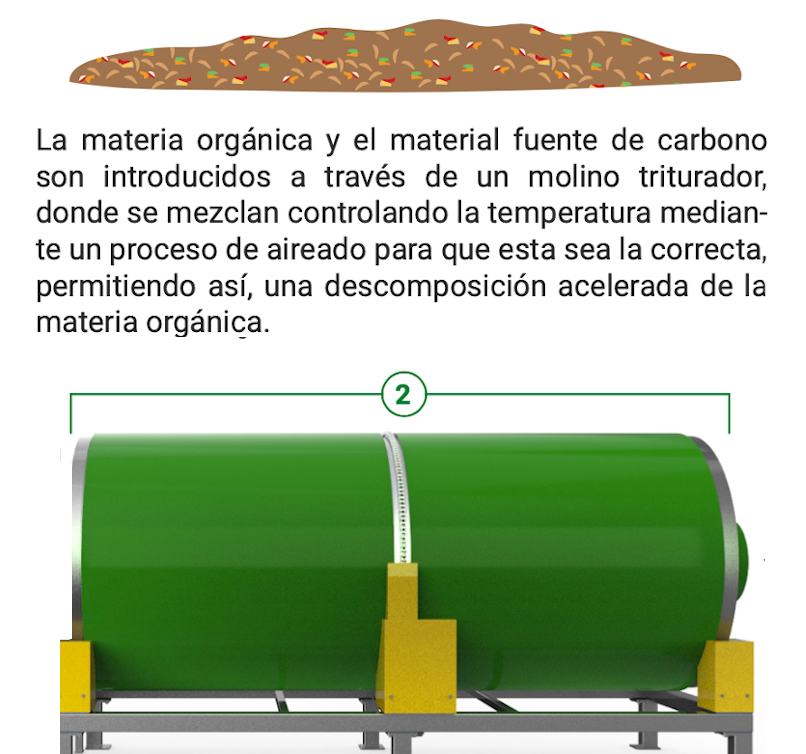 La materia orgánica y el material fuente de carbono
son introducidos a través de un molino triturador,
donde se mezclan controlando la temperatura median-
te un proceso de aireado para que esta sea la correcta,
permitiendo así, una descomposición acelerada de la
materia orgánica.
2